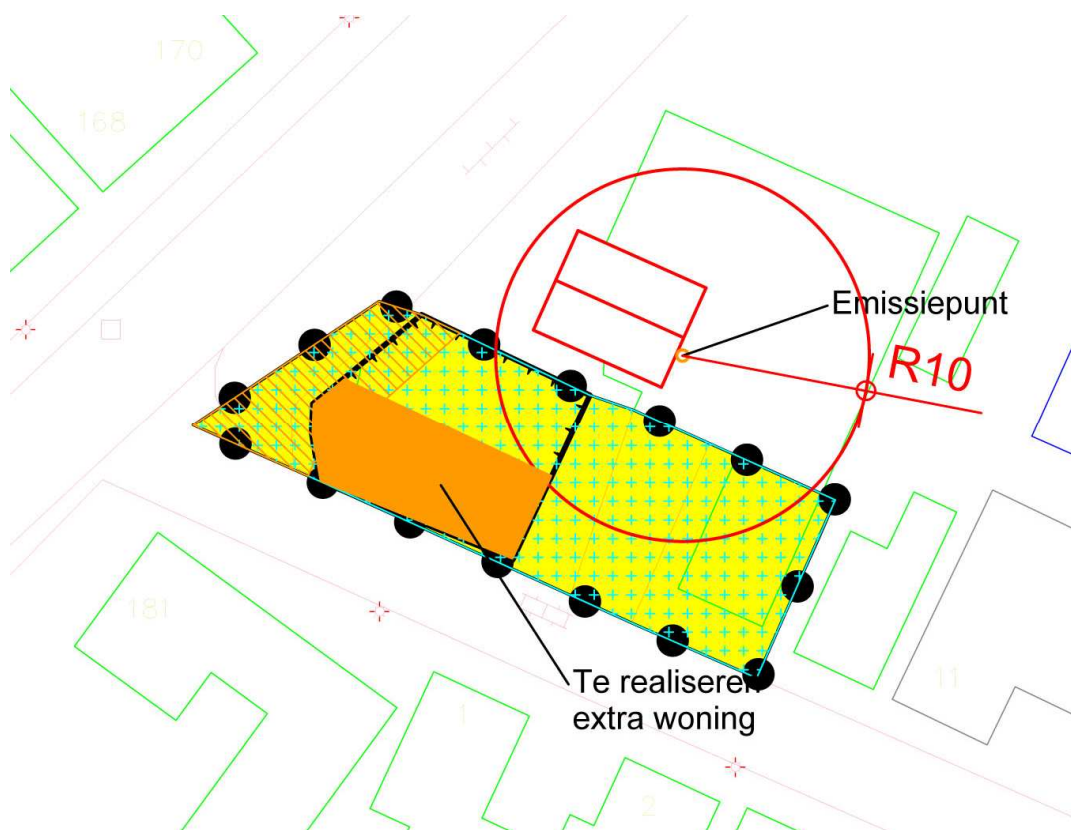 170
168
Emissiepunt
R10
181
Te realiseren
extra woning
11
1
2